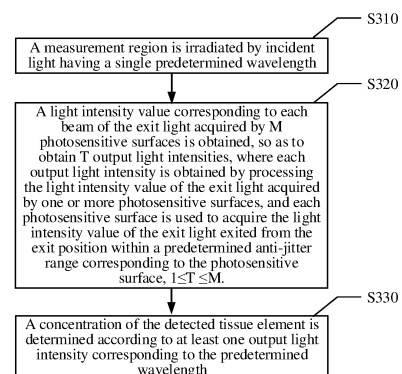 S310
A measurement region is irradiated by incident
light having a single predetermined wavelength
S320
A light intensity value corresponding to each
beam of the exit light acquired by M
photosensitive surfaces is obtained, so as to
obtain T output light intensities, where each
output light intensity is obtained by processing
the light intensity value of the exit light acquired
by one or more photosensitive surfaces, and each
photosensitive surface is used to acquire the light
intensity value of the exit light exited from the
exit position within a predetermined anti-jitter
range corresponding to the photosensitive
surface, 1≤T ≤M.
S330
A concentration of the detected tissue element is
determined according to at least one output light
intensity corresponding to the predetermined
wavelength